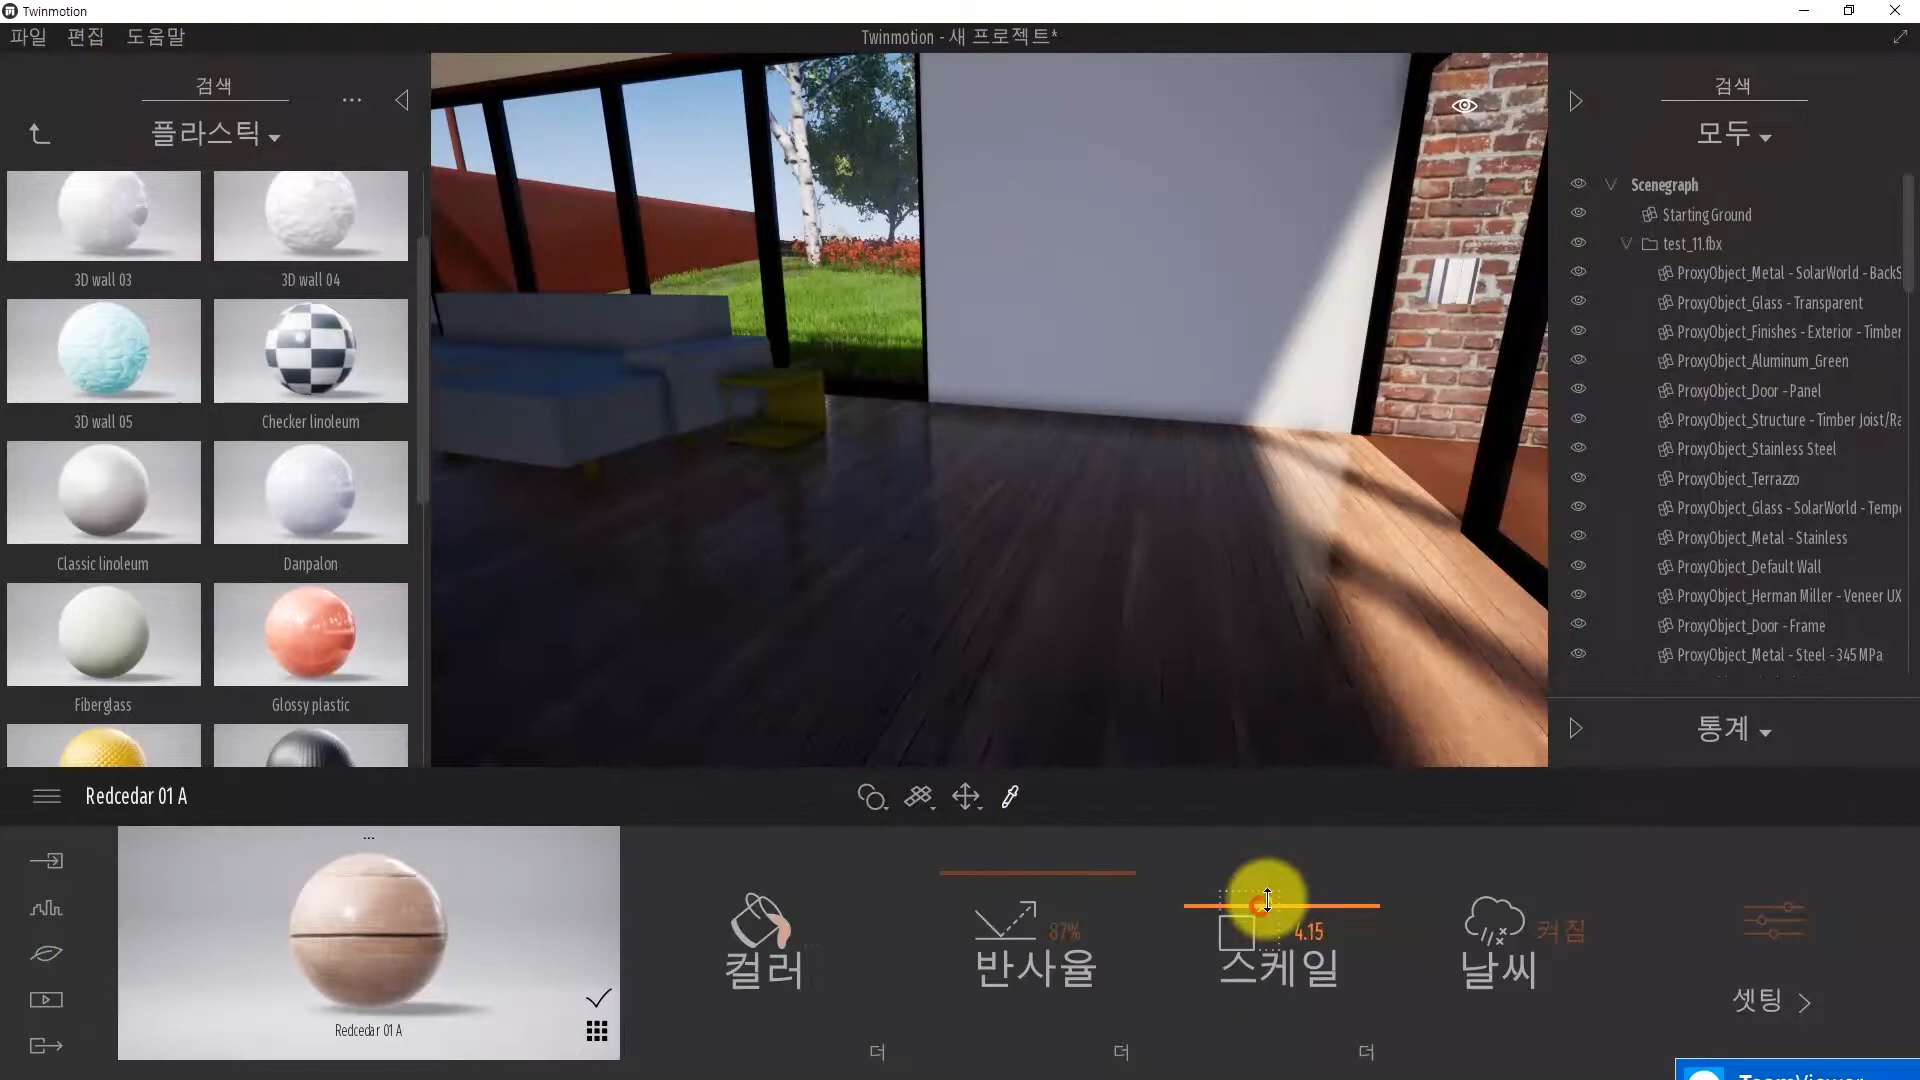 Twinmotion
파일 편집 도움말
Twinmotion - 새 프로젝트*
검색
...
플라스틱
3D wall 03
3D wall 04
3D wall 05
Checker linoleum
Classic linoleum
Danpalon
Fiberglass
Glossy plastic
검색
모두
Scenegraph
Starting Ground
test_11.fbx
ProxyObject_Metal - SolarWorld - BackS
ProxyObject_Glass - Transparent
ProxyObject_Finishes - Exterior - Timber
ProxyObject_Aluminum_Green
ProxyObject_Door - Panel
ProxyObject_Structure - Timber Joist/Ra
ProxyObject_Stainless Steel
ProxyObject_Terrazzo
ProxyObject_Glass - SolarWorld - Tempe
ProxyObject_Metal - Stainless
ProxyObject_Default Wall
ProxyObject_Herman Miller - Veneer UX
ProxyObject_Door - Frame
ProxyObject_Metal - Steel - 345 MPa
통계
Redcedar 01 A
...
Redcedar 01 A
컬러
더
87%
반사율
더
4.15
스케일
더
켜짐
날씨
셋팅